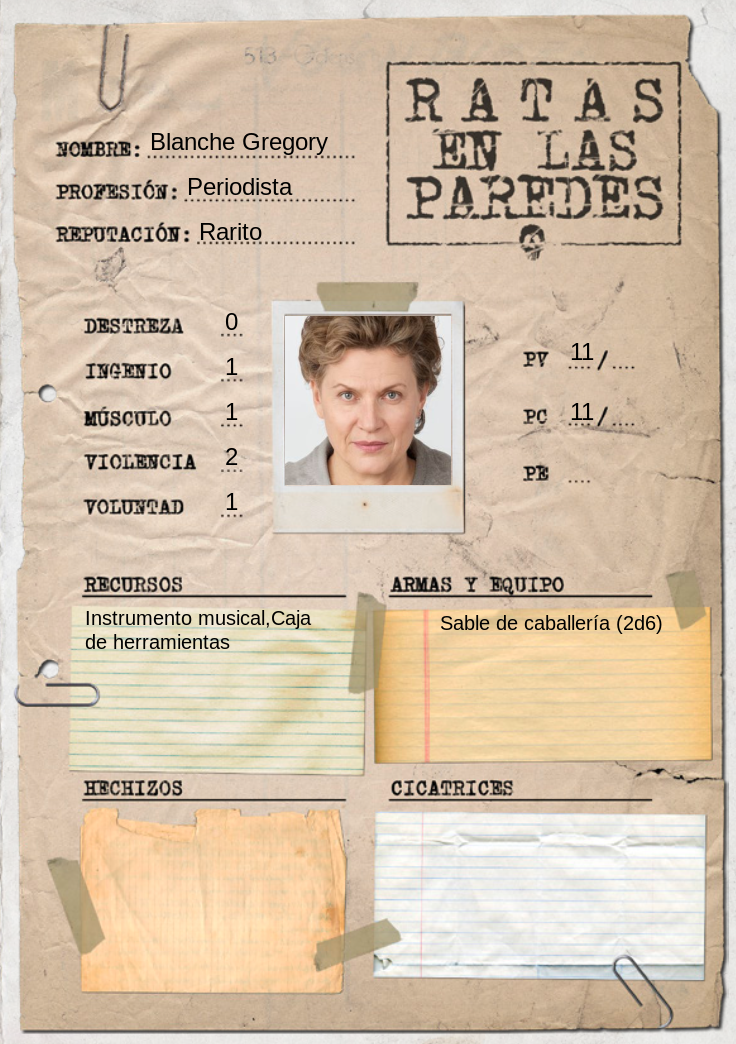 RATAS
EN LAS
PAREDES
NOMBRE: Blanche Gregory
PROFESIÓN: Periodista
REPUTACIÓN: Rarito
DESTREZA 0
INGENIO 1
MÚSCULO 1
VIOLENCIA 2
VOLUNTAD 1
PV 11/....
PC 11/....
PE ....
RECURSOS
Instrumento musical,Caja
de herramientas
ARMAS Y EQUIPO
Sable de caballería (2d6)
HECHIZOS
CICATRICES